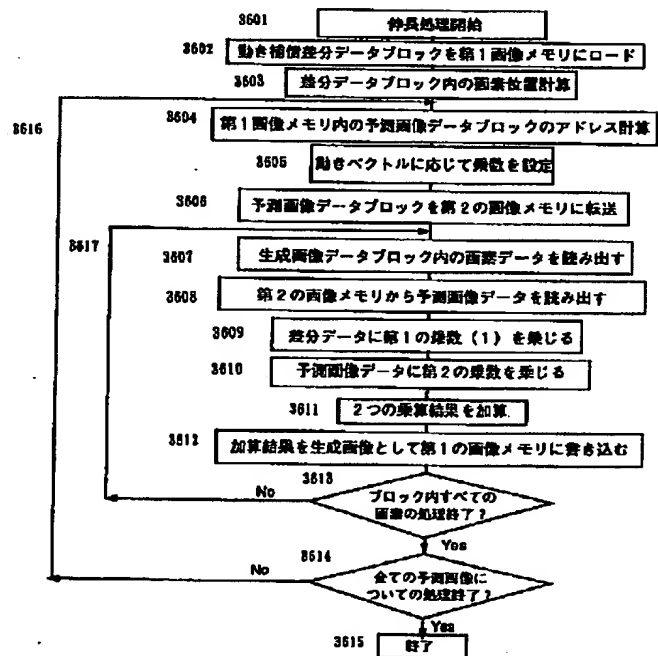 3601 伸長処理開始
3602 動き補償差分データブロックを第1画像メモリにロード
3603 差分データブロック内の画素位置計算
3616
3604 第1画像メモリ内の予測画像データブロックのアドレス計算
3605 動きベクトルに応じて乗数を設定
3606 予測画像データブロックを第2の画像メモリに転送
3617
3607 生成画像データブロック内の画素データを読み出す
3608 第2の画像メモリから予測画像データを読み出す
3609 差分データに第1の乗数(1)を乗じる
3610 予測画像データに第2の乗数を乗じる
3611 2つの乗算結果を加算.
3612 加算結果を生成画像として第1の画像メモリに書き込む
3613
No
ブロック内すべての
画素の処理終了?
Yes
3614
No
全ての予測画像に
ついての処理終了?
Yes
3615 終了